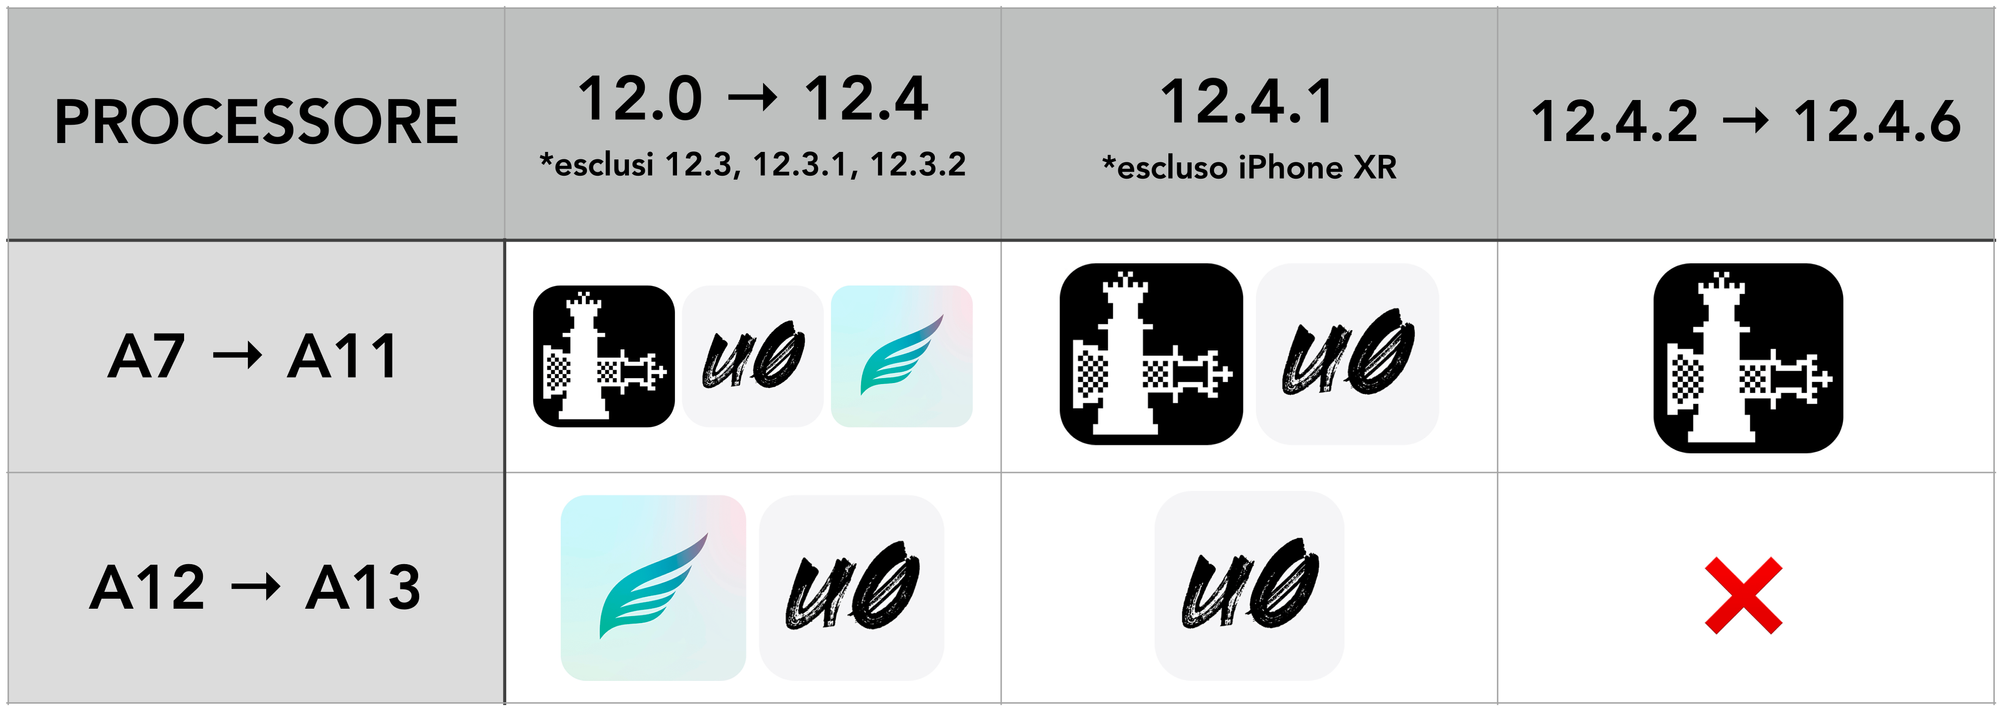 PROCESSORE
12.0 → 12.4
*esclusi 12.3, 12.3.1, 12.3.2
12.4.1
*escluso iPhone XR
12.4.2 → 12.4.6
A7 → A11
u0
u0
A12 → A13
u0
u0